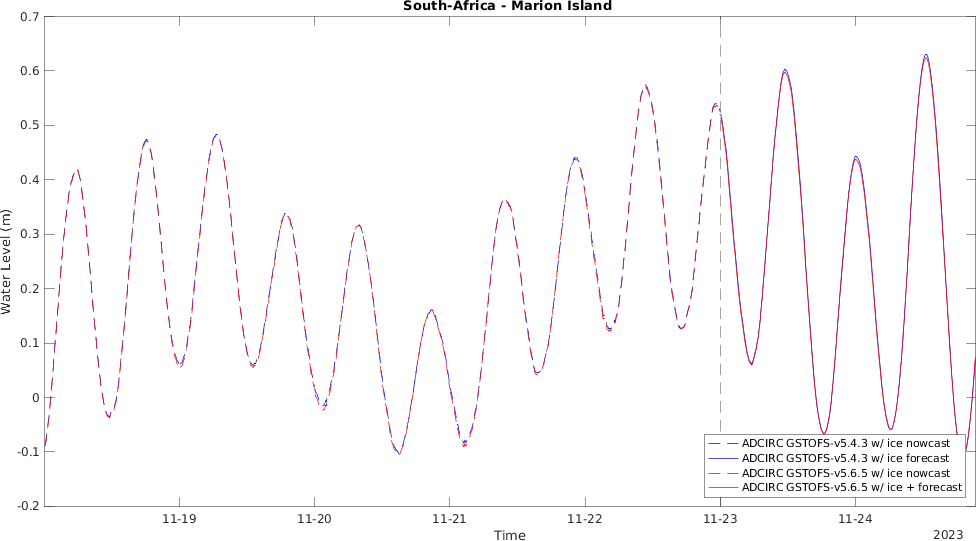 South-Africa - Marion Island
0.7
0.6
0.5
0.4
0.3
0.2
0.1
0
-0.1
-0.2
Water Level (m)
11-19
11-20
11-21
11-22
11-23
11-24
Time
2023
ADCIRC GSTOFS-v5.4.3 w/ ice nowcast
ADCIRC GSTOFS-v5.4.3 w/ ice forecast
ADCIRC GSTOFS-v5.6.5 w/ ice nowcast
ADCIRC GSTOFS-v5.6.5 w/ ice + forecast